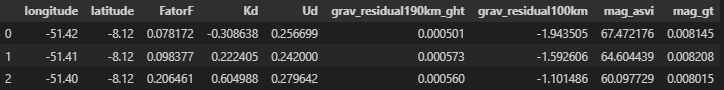 longitude latitude FatorF Kd Ud grav_residual190km_ght grav_residual100km mag_asvi mag_gt
0 -51.42 -8.12 0.078172 -0.308638 0.256699 0.000501 -1.943505 67.472176 0.008145
1 -51.41 -8.12 0.098377 0.222405 0.242000 0.000573 -1.592606 64.604439 0.008208
2 -51.40 -8.12 0.206461 0.604988 0.279642 0.000560 -1.101486 60.097729 0.008015